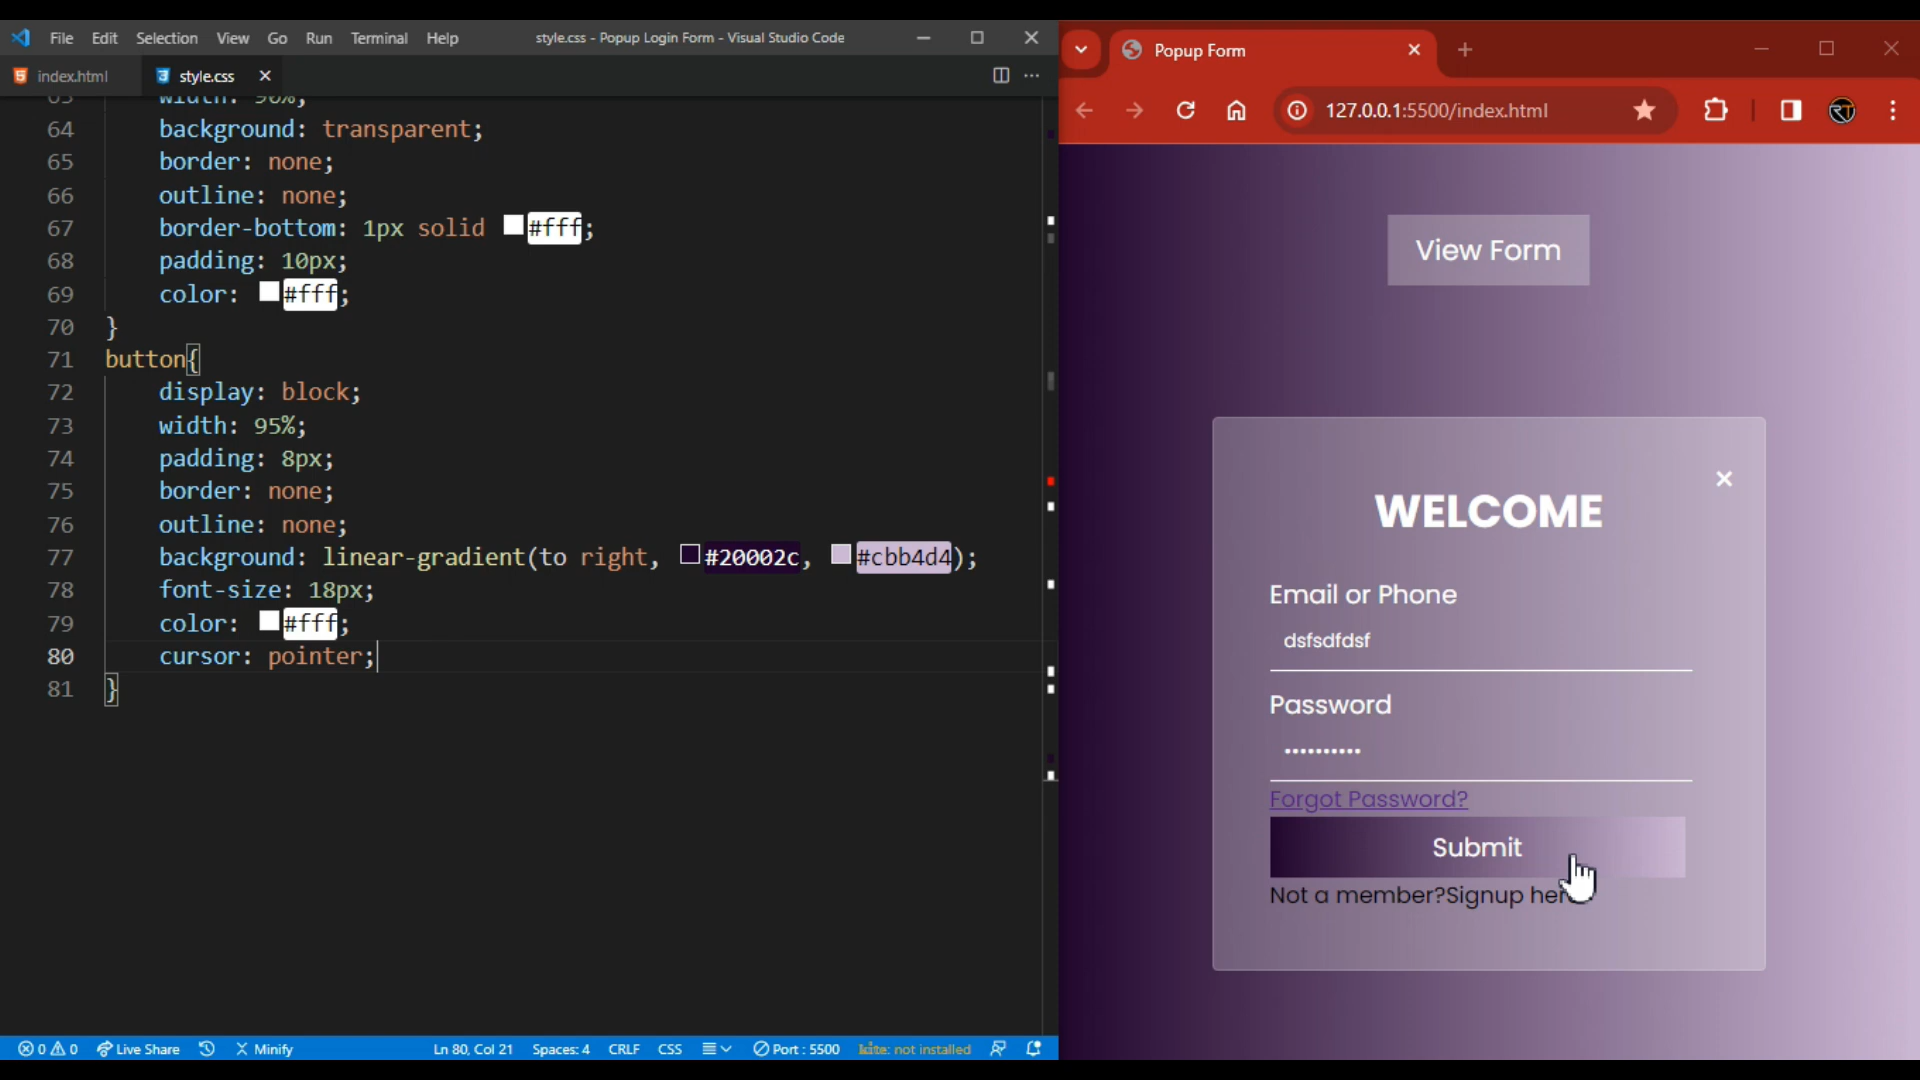 File Edit Selection View Go Run Terminal Help style.css - Popup Login Form - Visual Studio Code
index.html style.css
63 width: 90%;
64 background: transparent;
65 border: none;
66 outline: none;
67 border-bottom: 1px solid #fff;
68 padding: 10px;
69 color: #fff;
70 }
71 button{
72 display: block;
73 width: 95%;
74 padding: 8px;
75 border: none;
76 outline: none;
77 background: linear-gradient(to right, #20002c, #cbb4d4);
78 font-size: 18px;
79 color: #fff;
80 cursor: pointer;
81 }
0 0 Live Share Minify Ln 80, Col 21 Spaces: 4 CRLF CSS Port : 5500 kite: not installed
Popup Form
127.0.0.1:5500/index.html
RT
View Form
WELCOME
Email or Phone
dsfsdfdsf
Password
••••••••••
Forgot Password?
Submit
Not a member?Signup